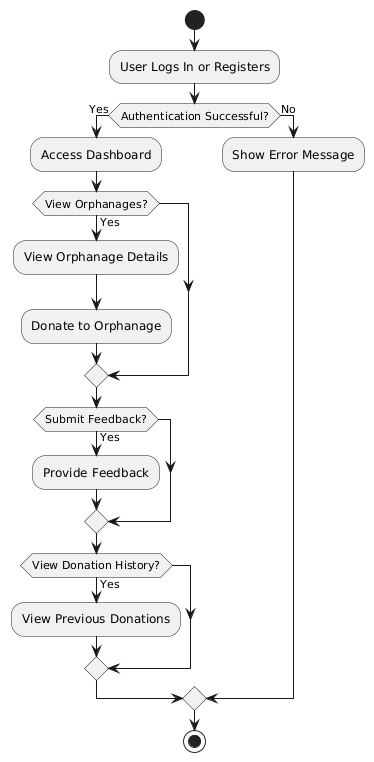 User Logs In or Registers
Authentication Successful?
Yes
No
Access Dashboard
Show Error Message
View Orphanages?
Yes
View Orphanage Details
Donate to Orphanage
Submit Feedback?
Yes
Provide Feedback
View Donation History?
Yes
View Previous Donations